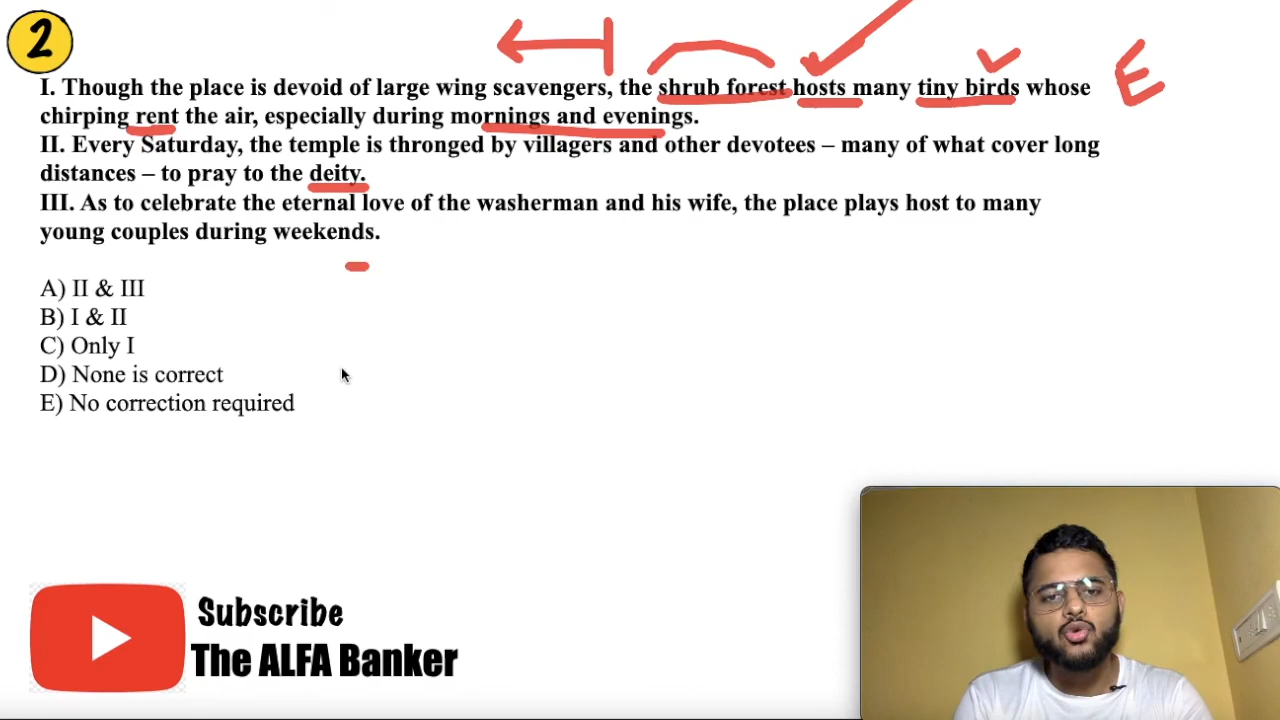 2
I. Though the place is devoid of large wing scavengers, the shrub forest hosts many tiny birds whose
chirping rent the air, especially during mornings and evenings.
II. Every Saturday, the temple is thronged by villagers and other devotees – many of what cover long
distances – to pray to the deity.
III. As to celebrate the eternal love of the washerman and his wife, the place plays host to many
young couples during weekends.
E
A) II & III
B) I & II
C) Only I
D) None is correct
E) No correction required
Subscribe
The ALFA Banker